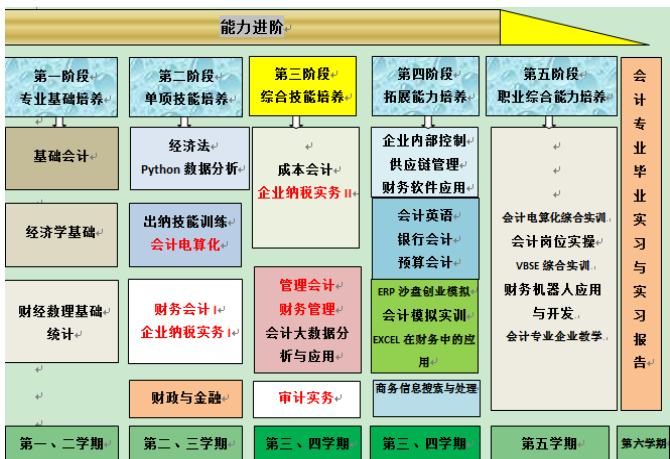 能力进阶
第一阶段
专业基础培养
第二阶段
单项技能培养
第三阶段
综合技能培养
第四阶段
拓展能力培养
第五阶段
职业综合能力培养
基础会计
经济学基础
财经数理基础
统计
第一、二学期
经济法
Python 数据分析
出纳技能训练
会计电算化
财务会计 I
企业纳税实务 I
财政与金融
第二、三学期
成本会计
企业纳税实务 II
管理会计
财务管理
会计大数据分
析与应用
审计实务
第三、四学期
企业内部控制
供应链管理
财务软件应用
会计英语
银行会计
预算会计
ERP 沙盘创业模拟
会计模拟实训
EXCEL 在财务中的应
用
商务信息搜索与处理
第三、四学期
会计电算化综合实训
会计岗位实操
VBSE 综合实训
财务机器人应用
与开发
会计专业企业教学
第五学期
会计专业毕业实习与实习报告
第六学期